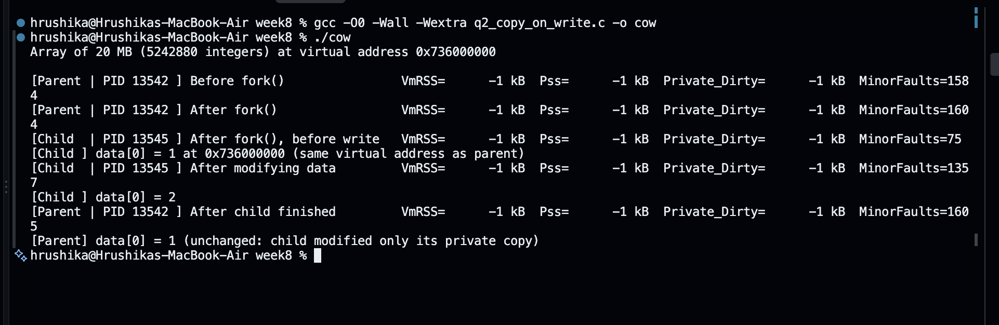 hrushika@Hrushikas-MacBook-Air week8 % gcc -O0 -Wall -Wextra q2_copy_on_write.c -o cow
hrushika@Hrushikas-MacBook-Air week8 % ./cow
Array of 20 MB (5242880 integers) at virtual address 0x736000000
[Parent | PID 13542 ] Before fork()                VmRSS=      -1 kB  Pss=      -1 kB  Private_Dirty=      -1 kB  MinorFaults=158
4
[Parent | PID 13542 ] After fork()                 VmRSS=      -1 kB  Pss=      -1 kB  Private_Dirty=      -1 kB  MinorFaults=160
4
[Child  | PID 13545 ] After fork(), before write   VmRSS=      -1 kB  Pss=      -1 kB  Private_Dirty=      -1 kB  MinorFaults=75
[Child ] data[0] = 1 at 0x736000000 (same virtual address as parent)
[Child  | PID 13545 ] After modifying data         VmRSS=      -1 kB  Pss=      -1 kB  Private_Dirty=      -1 kB  MinorFaults=135
7
[Child ] data[0] = 2
[Parent | PID 13542 ] After child finished         VmRSS=      -1 kB  Pss=      -1 kB  Private_Dirty=      -1 kB  MinorFaults=160
5
[Parent] data[0] = 1 (unchanged: child modified only its private copy)
hrushika@Hrushikas-MacBook-Air week8 %